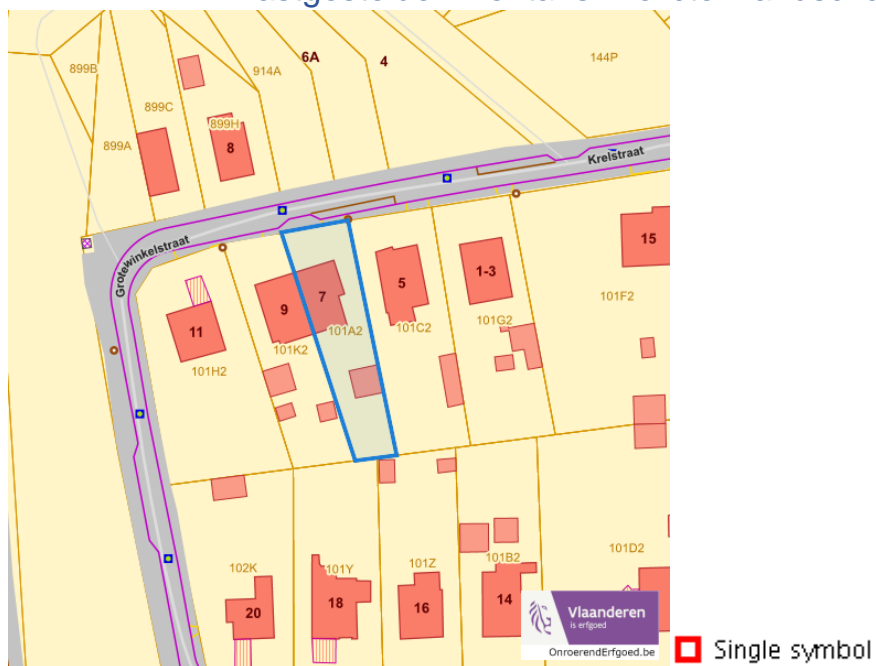 6A
4
144P
899B
914A
899C
899H
899A
8
Krelstraat
Grotewinkelstraat
15
5
1-3
7
9
11
101F2
101A2
101C2
101G2
101K2
101H2
101D2
101B2
101Z
101Y
102K
20
18
16
14
Vlaanderen
is erfgoed
OnroerendErfgoed.be
Single symbol